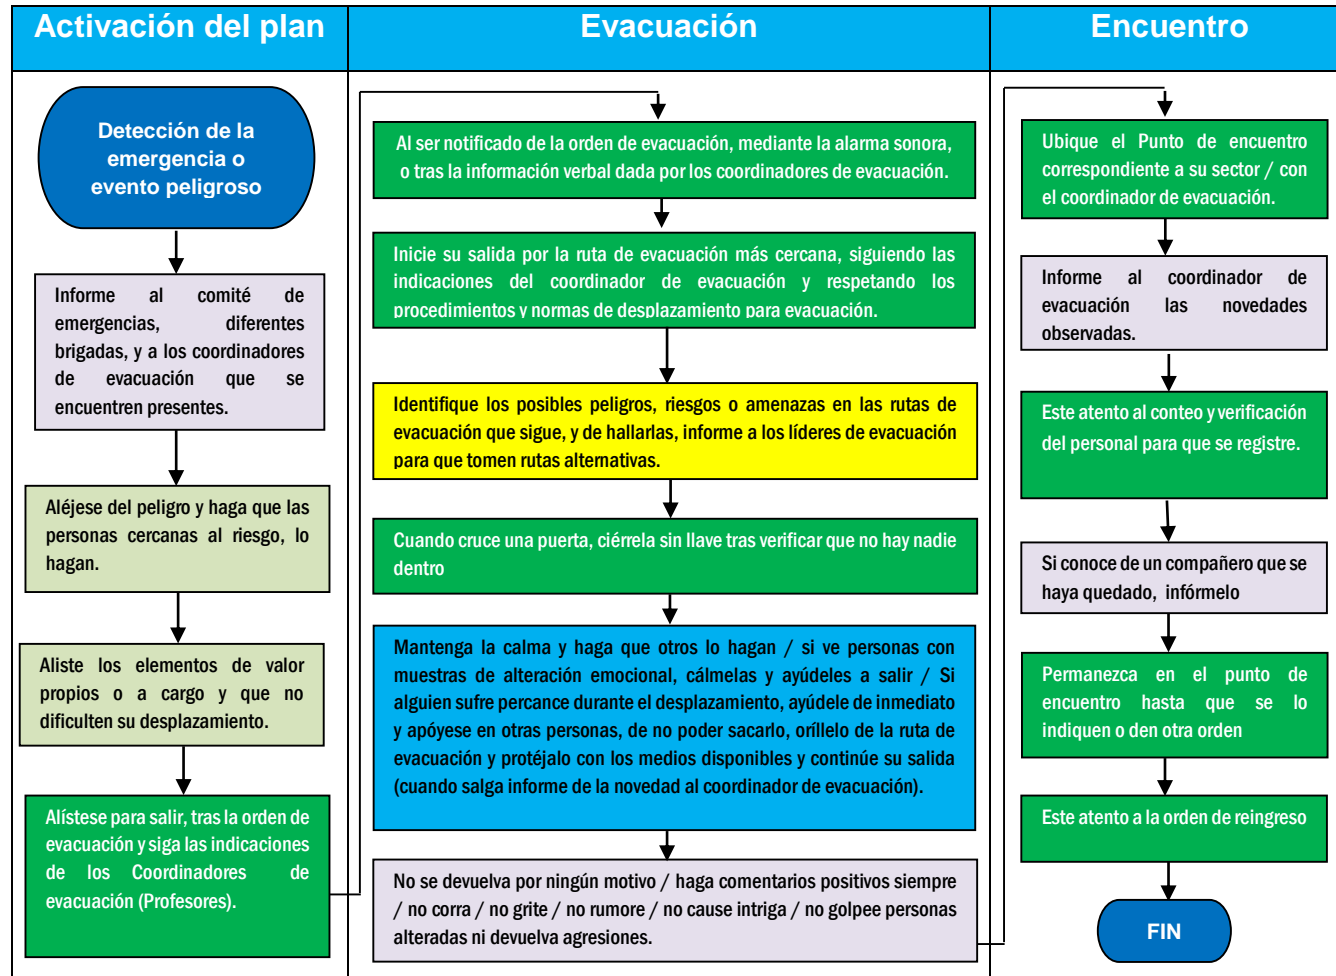 Activación del plan
Evacuación
Encuentro
Detección de la
emergencia o
evento peligroso
Informe al comité de
emergencias, diferentes
brigadas, y a los coordinadores
de evacuación que se
encuentren presentes.
Aléjese del peligro y haga que las
personas cercanas al riesgo, lo
hagan.
Aliste los elementos de valor
propios o a cargo y que no
dificulten su desplazamiento.
Alístese para salir, tras la orden de
evacuación y siga las indicaciones
de los Coordinadores de
evacuación (Profesores).
Al ser notificado de la orden de evacuación, mediante la alarma sonora,
o tras la información verbal dada por los coordinadores de evacuación.
Inicie su salida por la ruta de evacuación más cercana, siguiendo las
indicaciones del coordinador de evacuación y respetando los
procedimientos y normas de desplazamiento para evacuación.
Identifique los posibles peligros, riesgos o amenazas en las rutas de
evacuación que sigue, y de hallarlas, informe a los líderes de evacuación
para que tomen rutas alternativas.
Cuando cruce una puerta, ciérrela sin llave tras verificar que no hay nadie
dentro
Mantenga la calma y haga que otros lo hagan / si ve personas con
muestras de alteración emocional, cálmelas y ayúdeles a salir / Si
alguien sufre percance durante el desplazamiento, ayúdele de inmediato
y apóyese en otras personas, de no poder sacarlo, oríllelo de la ruta de
evacuación y protéjalo con los medios disponibles y continúe su salida
(cuando salga informe de la novedad al coordinador de evacuación).
No se devuelva por ningún motivo / haga comentarios positivos siempre
/ no corra / no grite / no rumore / no cause intriga / no golpee personas
alteradas ni devuelva agresiones.
Ubique el Punto de encuentro
correspondiente a su sector / con
el coordinador de evacuación.
Informe al coordinador de
evacuación las novedades
observadas.
Este atento al conteo y verificación
del personal para que se registre.
Si conoce de un compañero que se
haya quedado, infórmelo
Permanezca en el punto de
encuentro hasta que se lo
indiquen o den otra orden
Este atento a la orden de reingreso
FIN